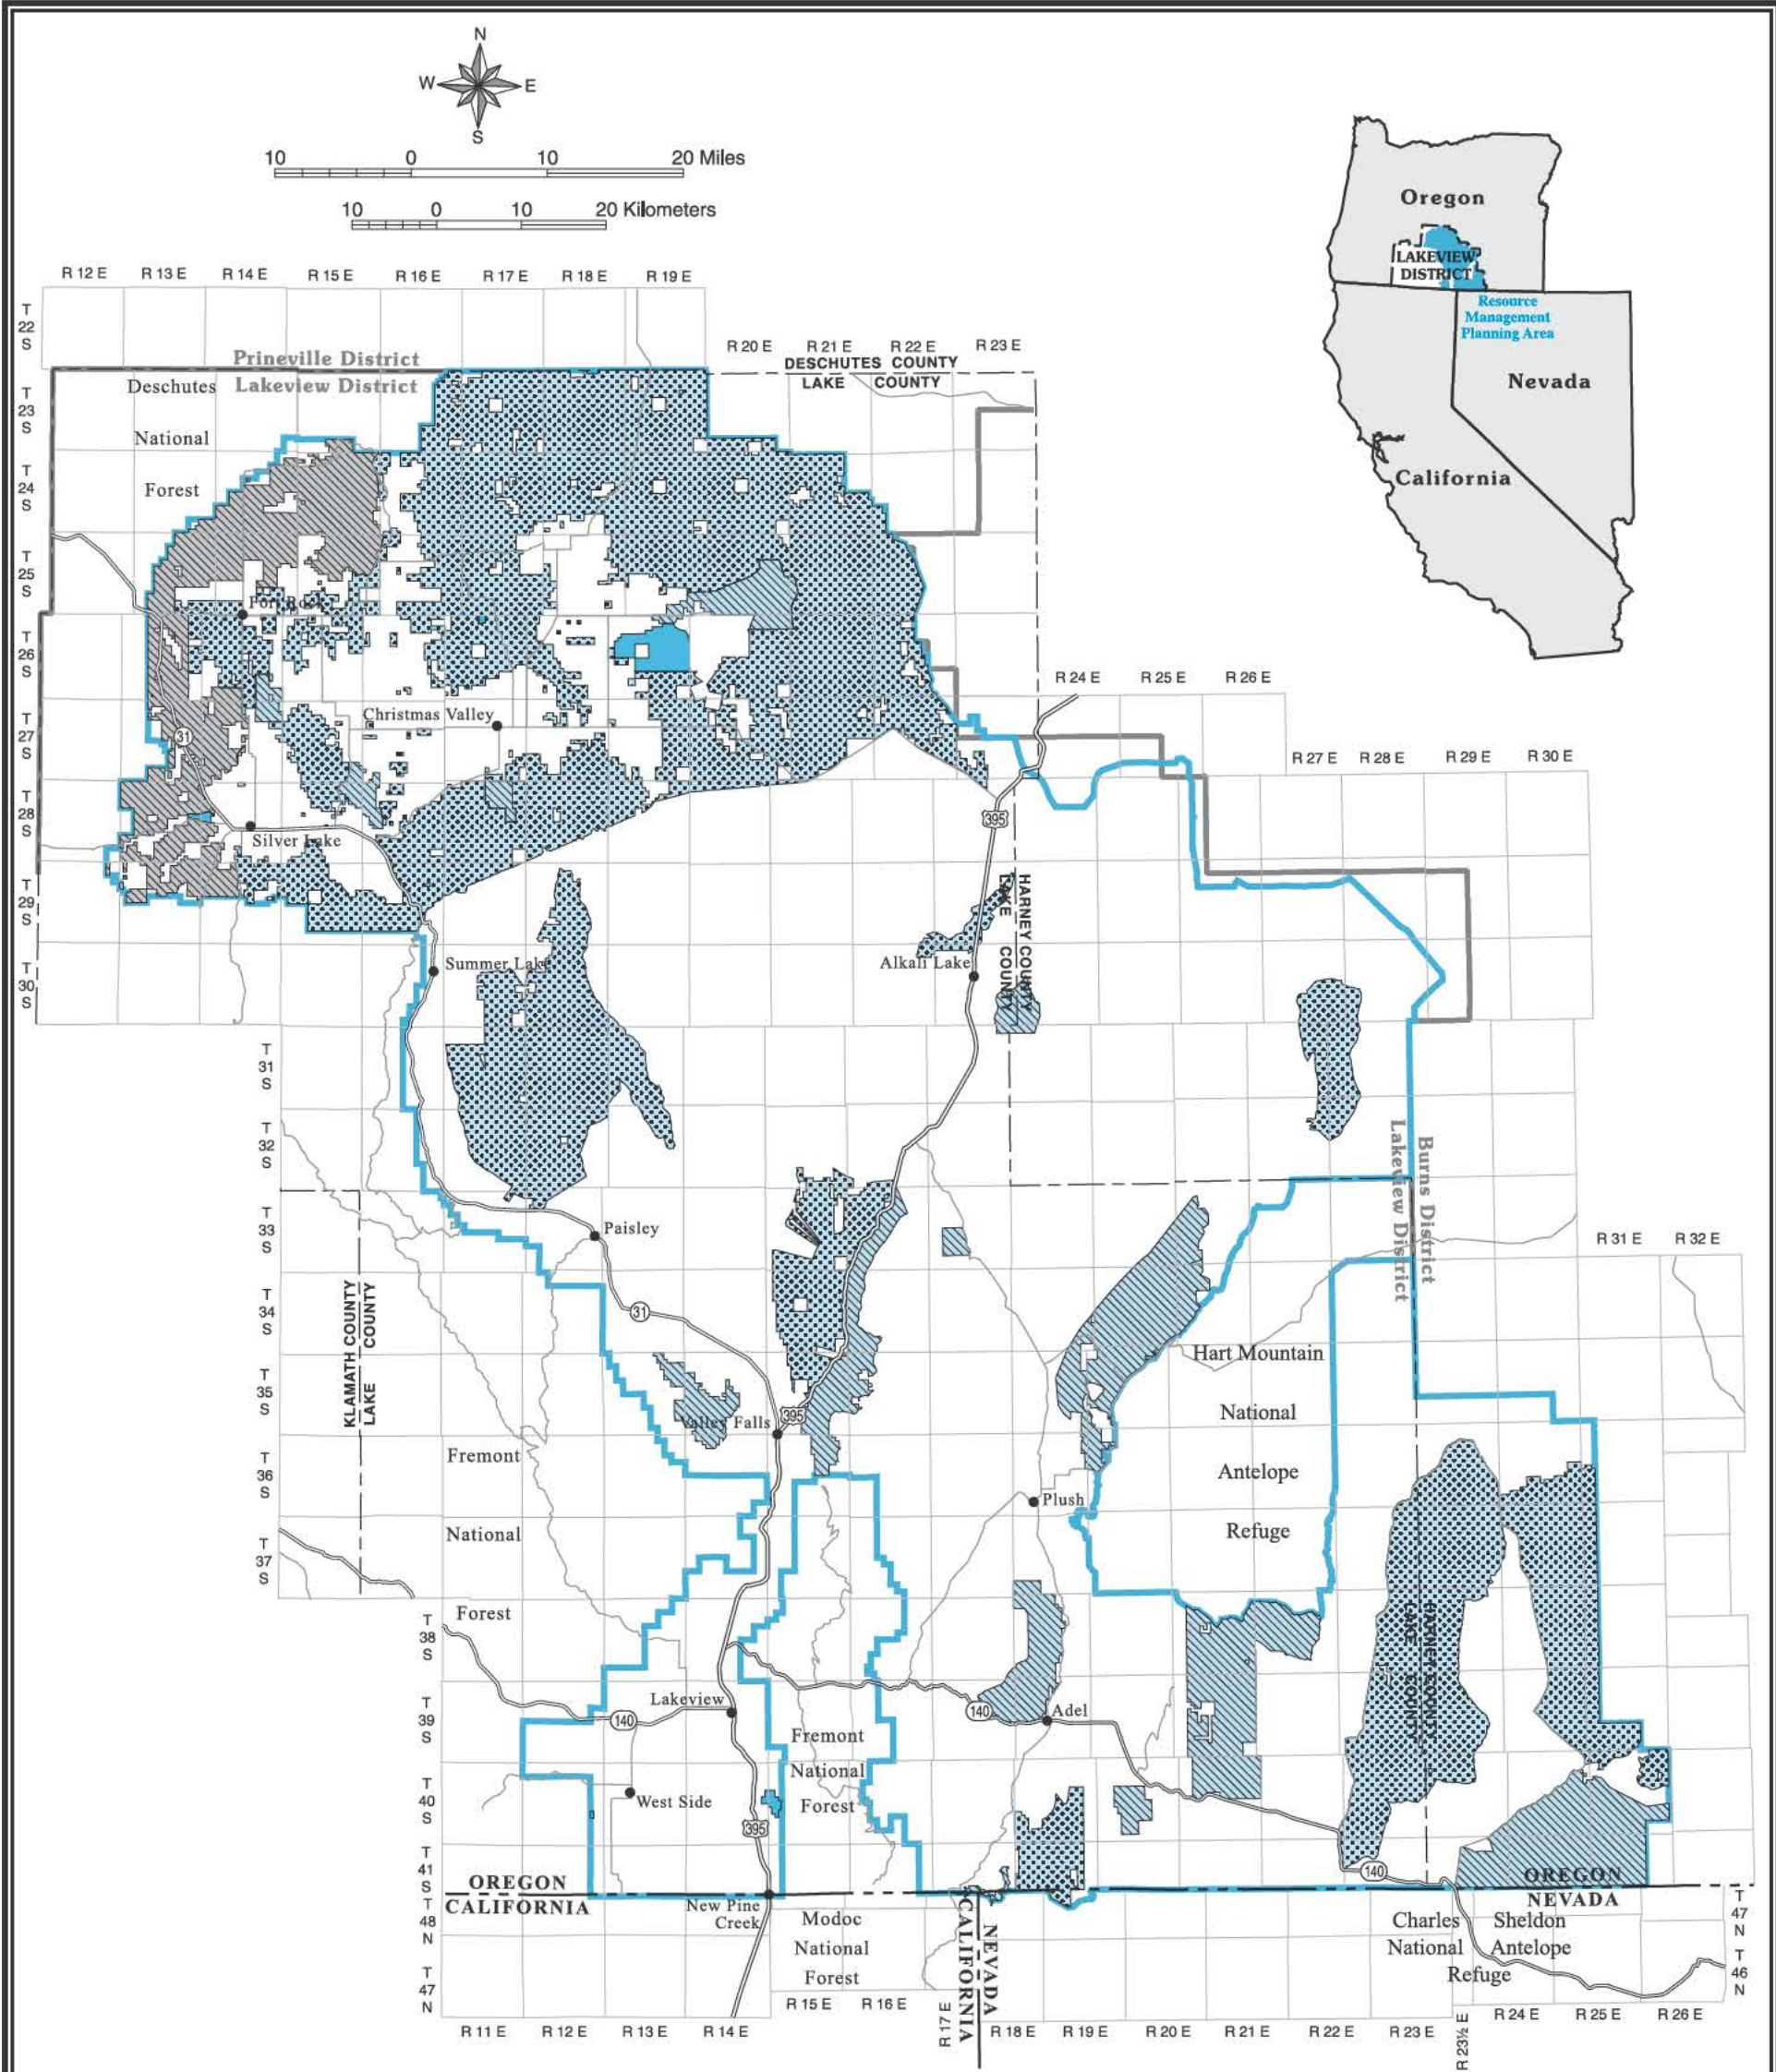 N
W E
S
10 0 10 20 Miles
10 0 10 20 Kilometers
Oregon
LAKEVIEW
DISTRICT
Resource
Management
Planning Area
Nevada
California
R 12 E R 13 E R 14 E R 15 E R 16 E R 17 E R 18 E R 19 E
T
22
S
R 20 E R 21 E R 22 E R 23 E
Prineville District
Lakeview District
DESCHUTES COUNTY
LAKE COUNTY
Deschutes
National
Forest
T
23
S
T
24
S
T
25
S
Fort Rock
T
26
S
R 24 E R 25 E R 26 E
Christmas Valley
T
27
S
31
R 27 E R 28 E R 29 E R 30 E
T
28
S
Silver Lake
395
T
29
S
LAKE COUNTY
HARNEY COUNTY
T
30
S
Summer Lake
Alkali Lake
T
31
S
T
32
S
Lakeview District
Burns District
T
33
S
Paisley
R 31 E R 32 E
KLAMATH COUNTY
LAKE COUNTY
T
34
S
31
Hart Mountain
National
Antelope
Refuge
T
35
S
395
Valley Falls
Fremont
National
Forest
T
36
S
Plush
T
37
S
T
38
S
LAKE COUNTY
HARNEY COUNTY
T
39
S
Lakeview
140
140
Adel
Fremont
National
Forest
T
40
S
West Side
395
T
41
S
140
OREGON
CALIFORNIA
OREGON
NEVADA
T
48
N
New Pine
Creek
Modoc
National
Forest
CALIFORNIA
NEVADA
Charles Sheldon
National Antelope
Refuge
T
47
N
T
46
N
T
47
N
R 15 E R 16 E
R 17 E
R 11 E R 12 E R 13 E R 14 E
R 18 E R 19 E R 20 E R 21 E R 22 E R 23 E
R 23½ E
R 24 E R 25 E R 26 E